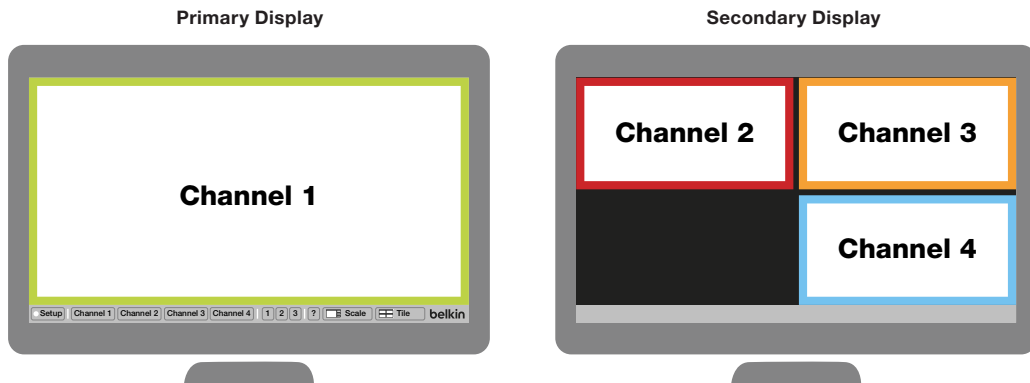 Primary Display
Secondary Display
Channel 1
Channel 2
Channel 3
Channel 4
Setup Channel 1 Channel 2 Channel 3 Channel 4 1 2 3 ? Scale Tile belkin